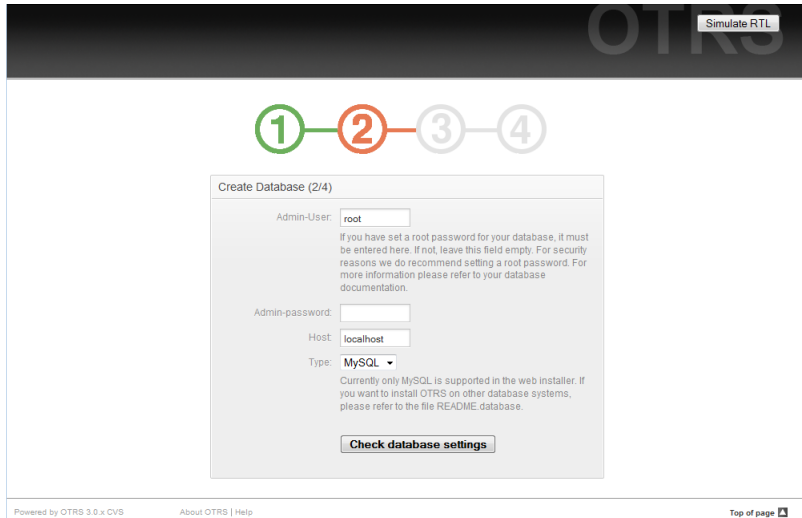 OTRS
Simulate RTL
1
2
3
4
Create Database (2/4)
Admin-User:
root
If you have set a root password for your database, it must
be entered here. If not, leave this field empty. For security
reasons we do recommend setting a root password. For
more information please refer to your database
documentation.
Admin-password:
Host:
localhost
Type:
MySQL
Currently only MySQL is supported in the web installer. If
you want to install OTRS on other database systems,
please refer to the file README.database.
Check database settings
Powered by OTRS 3.0.x CVS
About OTRS | Help
Top of page